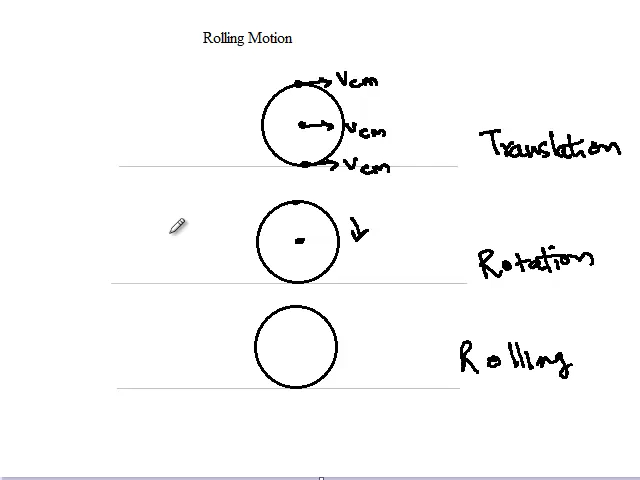 Rolling Motion
Vcm
Vcm
Vcm
Translation
Rotation
Rolling